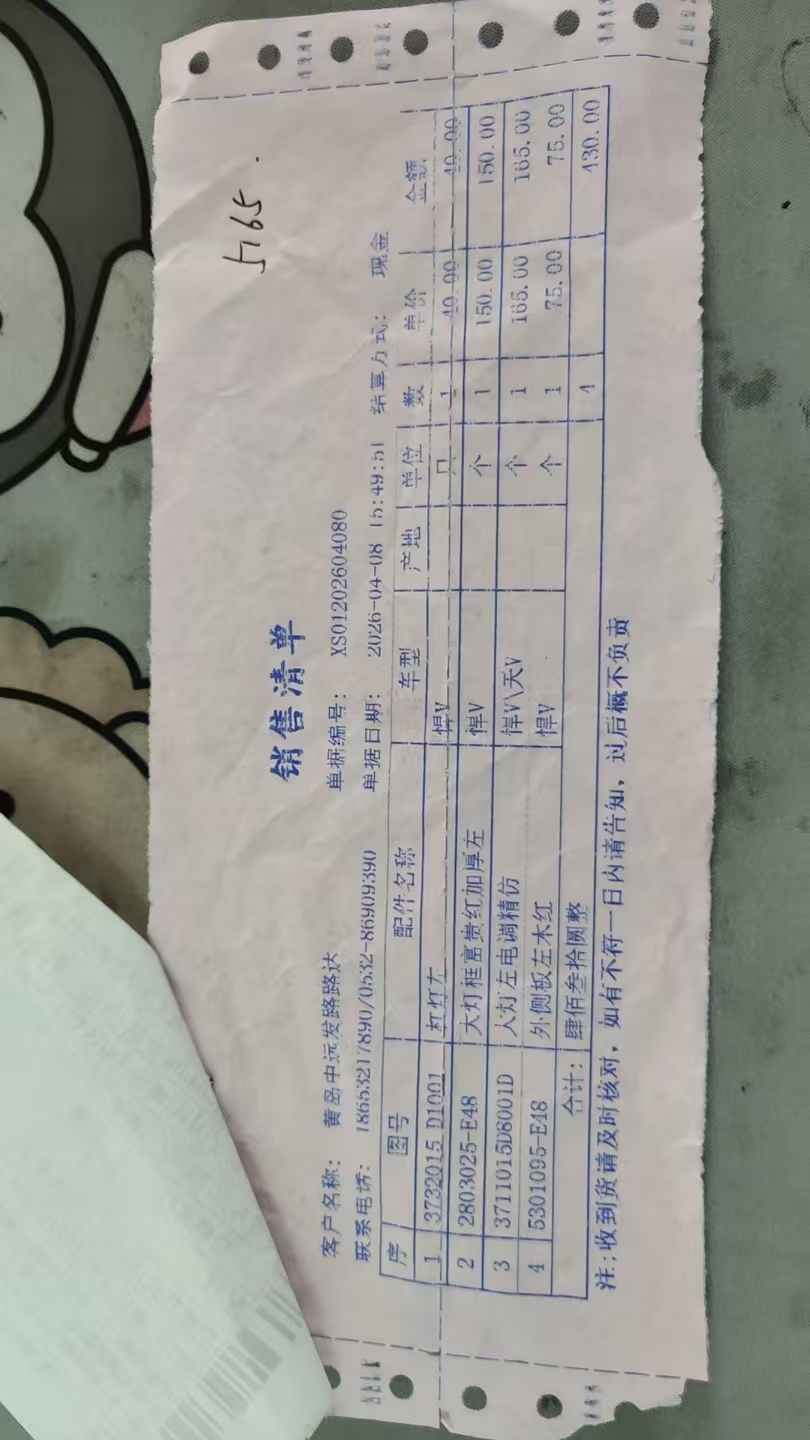 5165.
销售清单
客户名称: 黄岛中远发路路达 单据编号: XS01202604080
联系电话: 18653217890/0532-86909390 单据日期: 2026-04-08 15:49:51 结算方式: 现金
序 图号 配件名称 车型 产地 单位 数 单价 金额
1 3732015 D1001 杠灯左 悍V 只 1 40.00 40.00
2 2803025-E48 大灯框富贵红加厚左 悍V 个 1 150.00 150.00
3 3711015D8001D 大灯左电调精仿 悍V\天V 个 1 165.00 165.00
4 5301095-E48 外侧板左木红 悍V 个 1 75.00 75.00
合计: 肆佰叁拾圆整 4 430.00
注:收到货请及时核对, 如有不符一日内请告知, 过后概不负责